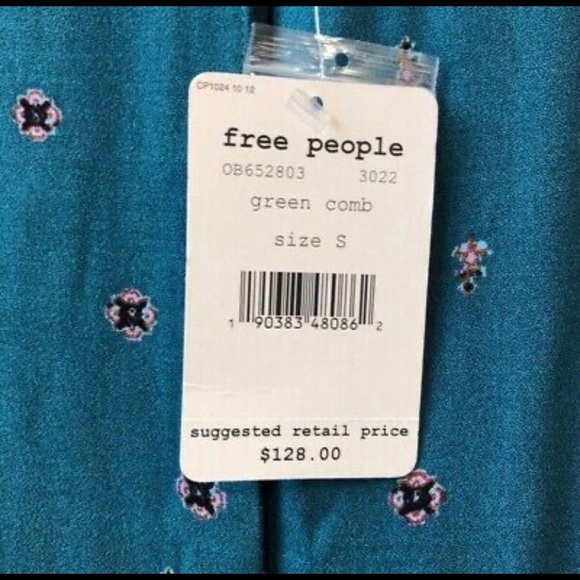 CP1024 10 12
free people
OB652803 3022
green comb
size S
1 90383 48086 2
suggested retail price
$128.00